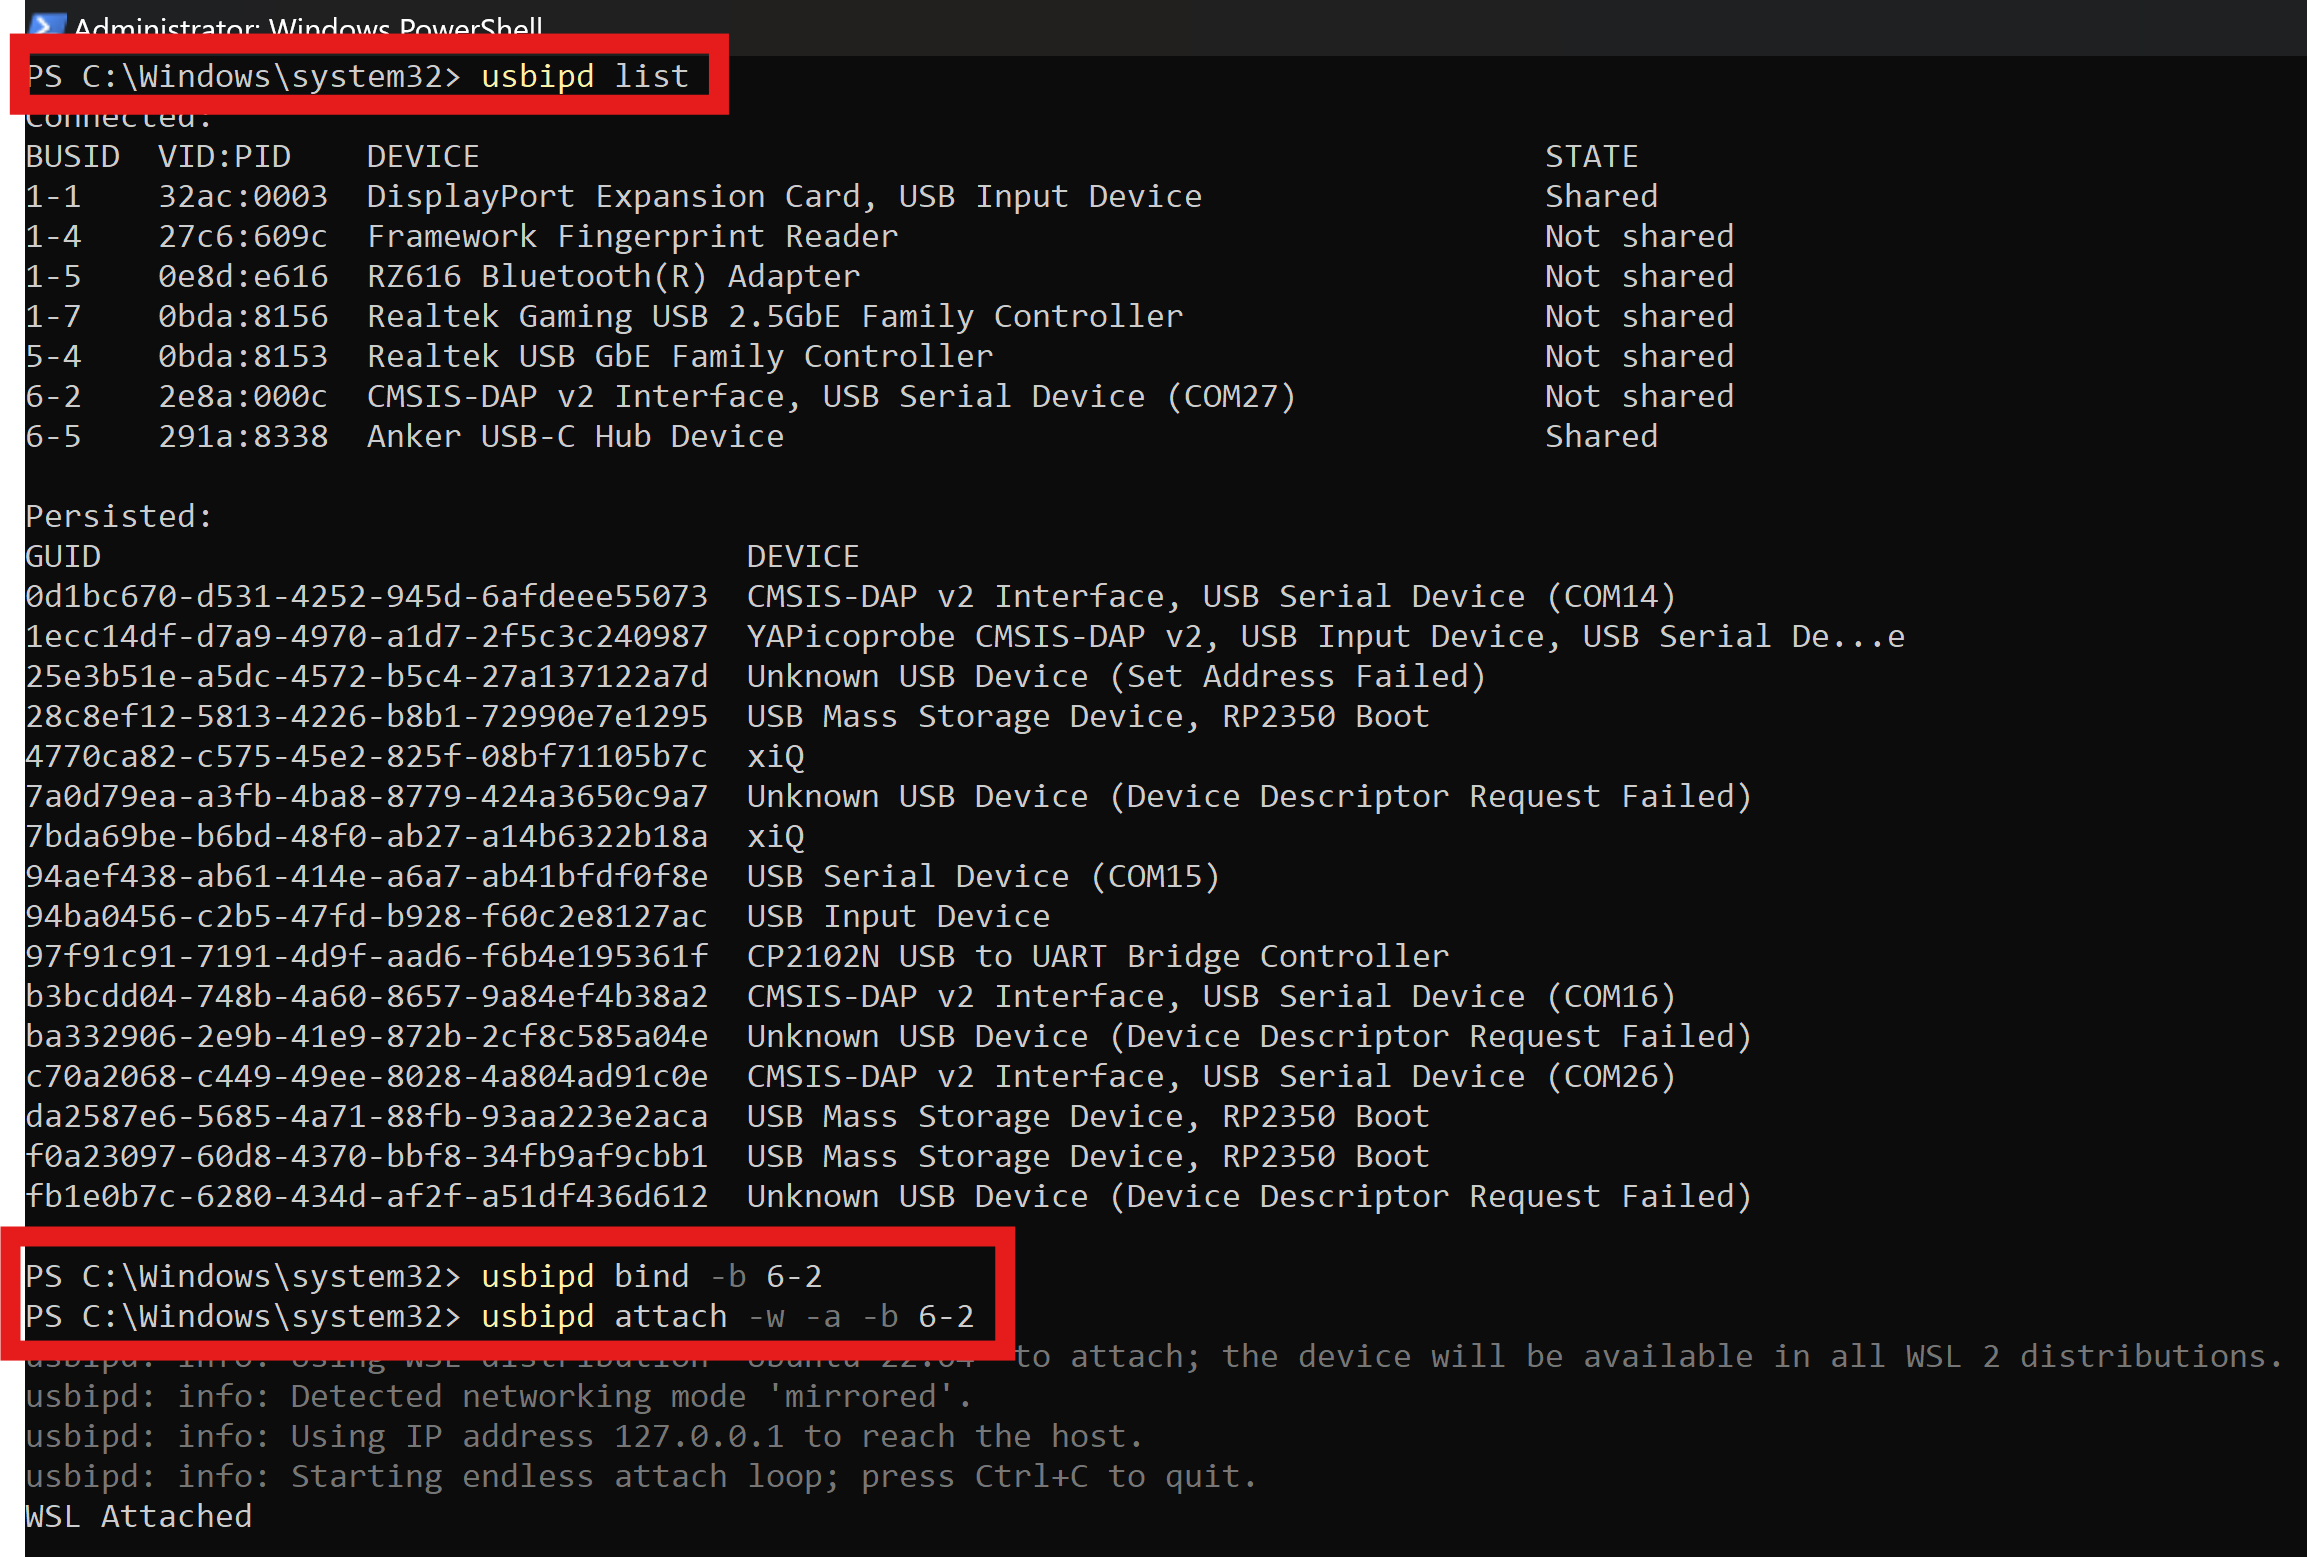 Administrator: Windows PowerShell
PS C:\Windows\system32> usbipd list
Connected:
BUSID  VID:PID    DEVICE                                                        STATE
1-1    32ac:0003  DisplayPort Expansion Card, USB Input Device                  Shared
1-4    27c6:609c  Framework Fingerprint Reader                                  Not shared
1-5    0e8d:e616  RZ616 Bluetooth(R) Adapter                                    Not shared
1-7    0bda:8156  Realtek Gaming USB 2.5GbE Family Controller                   Not shared
5-4    0bda:8153  Realtek USB GbE Family Controller                             Not shared
6-2    2e8a:000c  CMSIS-DAP v2 Interface, USB Serial Device (COM27)             Not shared
6-5    291a:8338  Anker USB-C Hub Device                                        Shared
Persisted:
GUID                                  DEVICE
0d1bc670-d531-4252-945d-6afdeee55073  CMSIS-DAP v2 Interface, USB Serial Device (COM14)
1ecc14df-d7a9-4970-a1d7-2f5c3c240987  YAPicoprobe CMSIS-DAP v2, USB Input Device, USB Serial De...e
25e3b51e-a5dc-4572-b5c4-27a137122a7d  Unknown USB Device (Set Address Failed)
28c8ef12-5813-4226-b8b1-72990e7e1295  USB Mass Storage Device, RP2350 Boot
4770ca82-c575-45e2-825f-08bf71105b7c  xiQ
7a0d79ea-a3fb-4ba8-8779-424a3650c9a7  Unknown USB Device (Device Descriptor Request Failed)
7bda69be-b6bd-48f0-ab27-a14b6322b18a  xiQ
94aef438-ab61-414e-a6a7-ab41bfdf0f8e  USB Serial Device (COM15)
94ba0456-c2b5-47fd-b928-f60c2e8127ac  USB Input Device
97f91c91-7191-4d9f-aad6-f6b4e195361f  CP2102N USB to UART Bridge Controller
b3bcdd04-748b-4a60-8657-9a84ef4b38a2  CMSIS-DAP v2 Interface, USB Serial Device (COM16)
ba332906-2e9b-41e9-872b-2cf8c585a04e  Unknown USB Device (Device Descriptor Request Failed)
c70a2068-c449-49ee-8028-4a804ad91c0e  CMSIS-DAP v2 Interface, USB Serial Device (COM26)
da2587e6-5685-4a71-88fb-93aa223e2aca  USB Mass Storage Device, RP2350 Boot
f0a23097-60d8-4370-bbf8-34fb9af9cbb1  USB Mass Storage Device, RP2350 Boot
fb1e0b7c-6280-434d-af2f-a51df436d612  Unknown USB Device (Device Descriptor Request Failed)
PS C:\Windows\system32> usbipd bind -b 6-2
PS C:\Windows\system32> usbipd attach -w -a -b 6-2
usbipd: info: Using WSL distribution 'Ubuntu-22.04' to attach; the device will be available in all WSL 2 distributions.
usbipd: info: Detected networking mode 'mirrored'.
usbipd: info: Using IP address 127.0.0.1 to reach the host.
usbipd: info: Starting endless attach loop; press Ctrl+C to quit.
WSL Attached